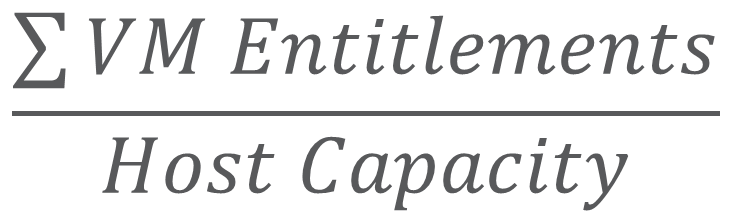 ∑ VM Entitlements
Host Capacity